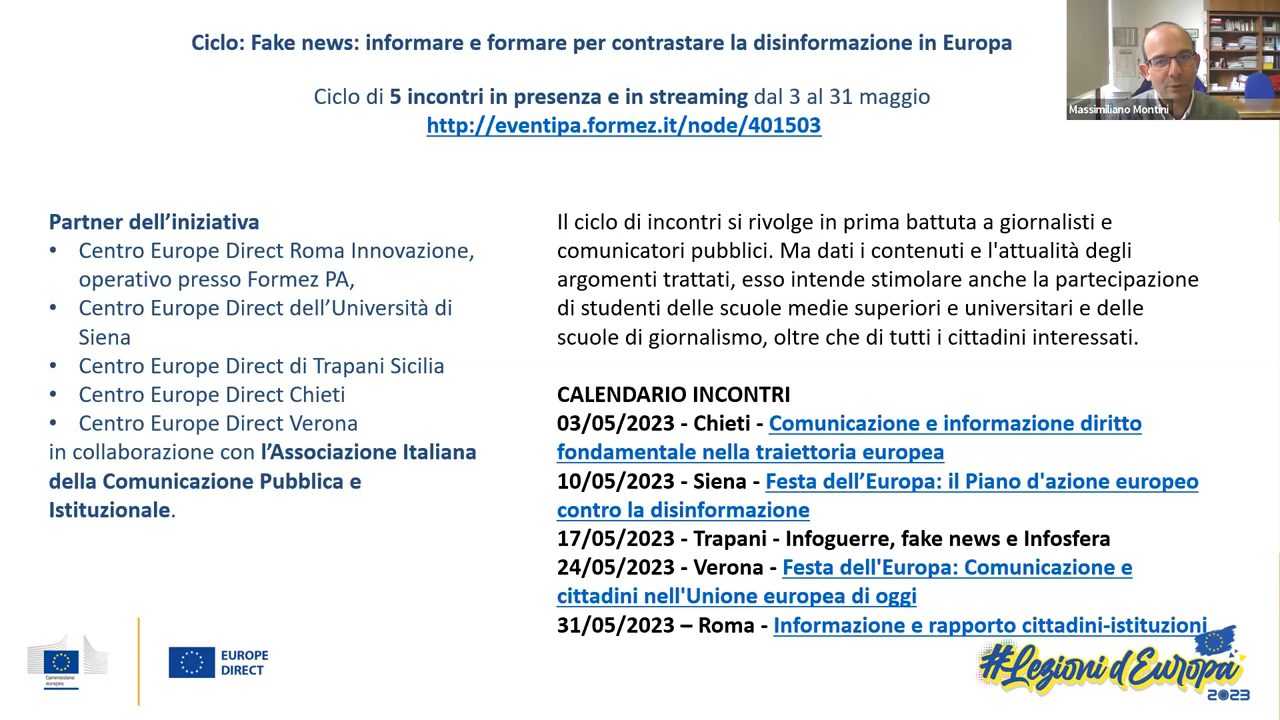 Ciclo: Fake news: informare e formare per contrastare la disinformazione in Europa
Ciclo di 5 incontri in presenza e in streaming dal 3 al 31 maggio
http://eventipa.formez.it/node/401503
Massimiliano Montini
Partner dell’iniziativa
• Centro Europe Direct Roma Innovazione,
operativo presso Formez PA,
• Centro Europe Direct dell’Università di
Siena
• Centro Europe Direct di Trapani Sicilia
• Centro Europe Direct Chieti
• Centro Europe Direct Verona
in collaborazione con l’Associazione Italiana
della Comunicazione Pubblica e
Istituzionale.
Il ciclo di incontri si rivolge in prima battuta a giornalisti e
comunicatori pubblici. Ma dati i contenuti e l'attualità degli
argomenti trattati, esso intende stimolare anche la partecipazione
di studenti delle scuole medie superiori e universitari e delle
scuole di giornalismo, oltre che di tutti i cittadini interessati.
CALENDARIO INCONTRI
03/05/2023 - Chieti - Comunicazione e informazione diritto
fondamentale nella traiettoria europea
10/05/2023 - Siena - Festa dell’Europa: il Piano d'azione europeo
contro la disinformazione
17/05/2023 - Trapani - Infoguerre, fake news e Infosfera
24/05/2023 - Verona - Festa dell'Europa: Comunicazione e
cittadini nell'Unione europea di oggi
31/05/2023 – Roma - Informazione e rapporto cittadini-istituzioni
Commissione
europea
EUROPE
DIRECT
#Lezioni d'Europa
2023